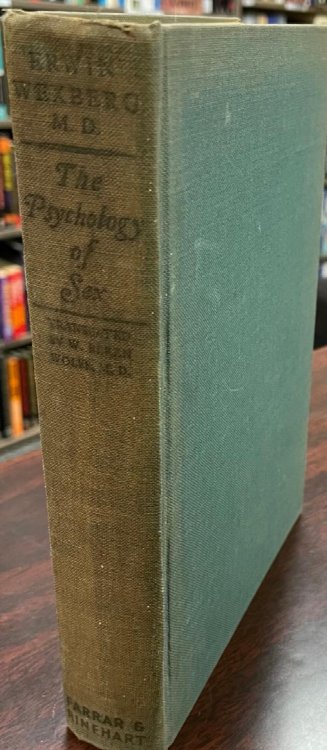 ERWIN
WEXBERG
M. D.
The
Psychology
of
Sex
TRANSLATED
BY W. BERAN
WOLFE, M.D.
FARRAR &
RINEHART